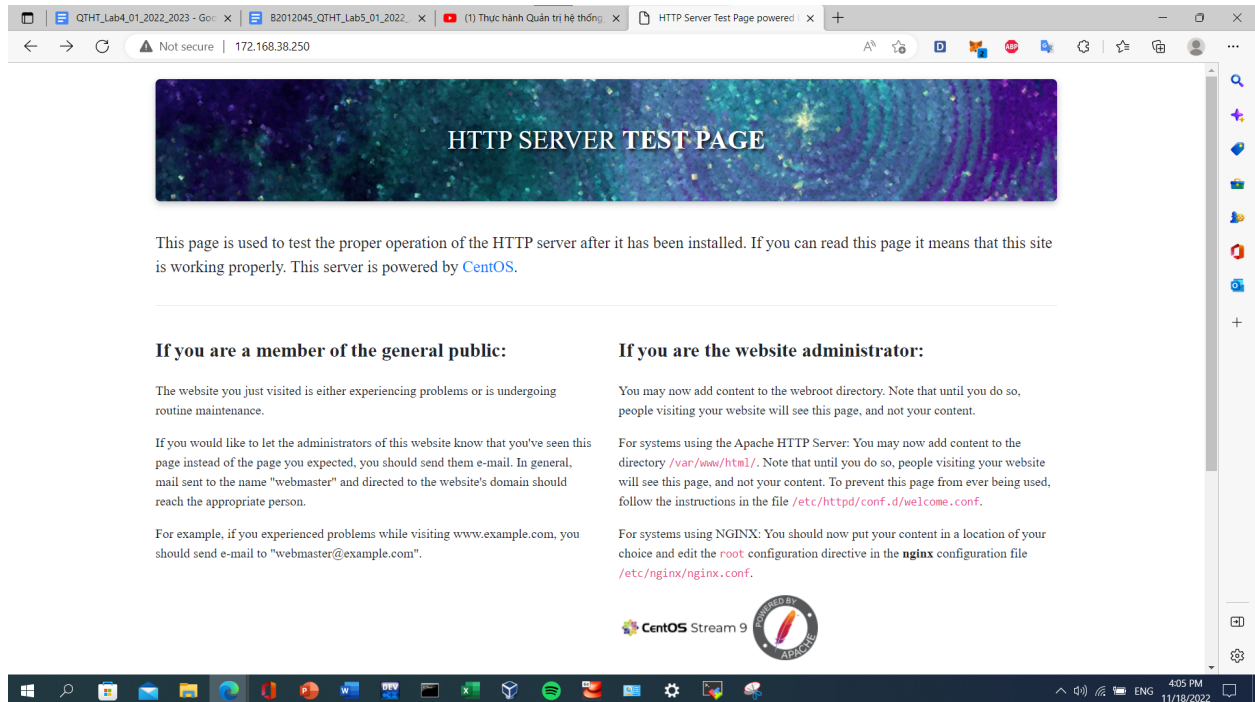 QTHT_Lab4_01_2022_2023 - Goo
B2012045_QTHT_Lab5_01_2022_
(1) Thực hành Quản trị hệ thống
HTTP Server Test Page powered
Not secure
172.168.38.250
HTTP SERVER TEST PAGE
This page is used to test the proper operation of the HTTP server after it has been installed. If you can read this page it means that this site
is working properly. This server is powered by CentOS.
If you are a member of the general public:
The website you just visited is either experiencing problems or is undergoing
routine maintenance.
If you would like to let the administrators of this website know that you've seen this
page instead of the page you expected, you should send them e-mail. In general,
mail sent to the name "webmaster" and directed to the website's domain should
reach the appropriate person.
For example, if you experienced problems while visiting www.example.com, you
should send e-mail to "webmaster@example.com".
If you are the website administrator:
You may now add content to the webroot directory. Note that until you do so,
people visiting your website will see this page, and not your content.
For systems using the Apache HTTP Server: You may now add content to the
directory /var/www/html/. Note that until you do so, people visiting your website
will see this page, and not your content. To prevent this page from ever being used,
follow the instructions in the file /etc/httpd/conf.d/welcome.conf.
For systems using NGINX: You should now put your content in a location of your
choice and edit the root configuration directive in the nginx configuration file
/etc/nginx/nginx.conf.
CentOS Stream 9
POWERED BY
APACHE
ENG
4:05 PM
11/18/2022